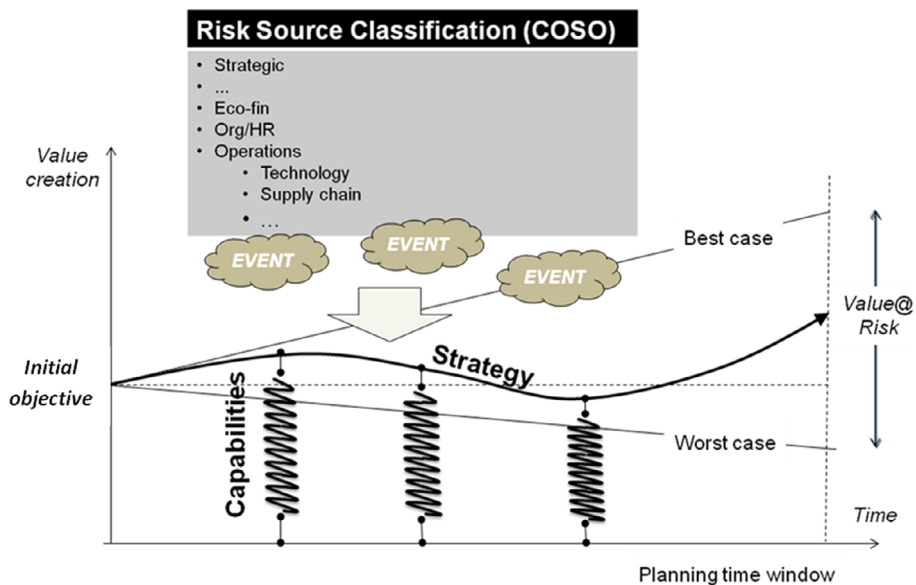 Risk Source Classification (COSO)
• Strategic
• ...
• Eco-fin
• Org/HR
• Operations
• Technology
• Supply chain
• ...
Value
creation
EVENT
EVENT
EVENT
Best case
Value@
Risk
Initial
objective
Strategy
Capabilities
Worst case
Time
Planning time window